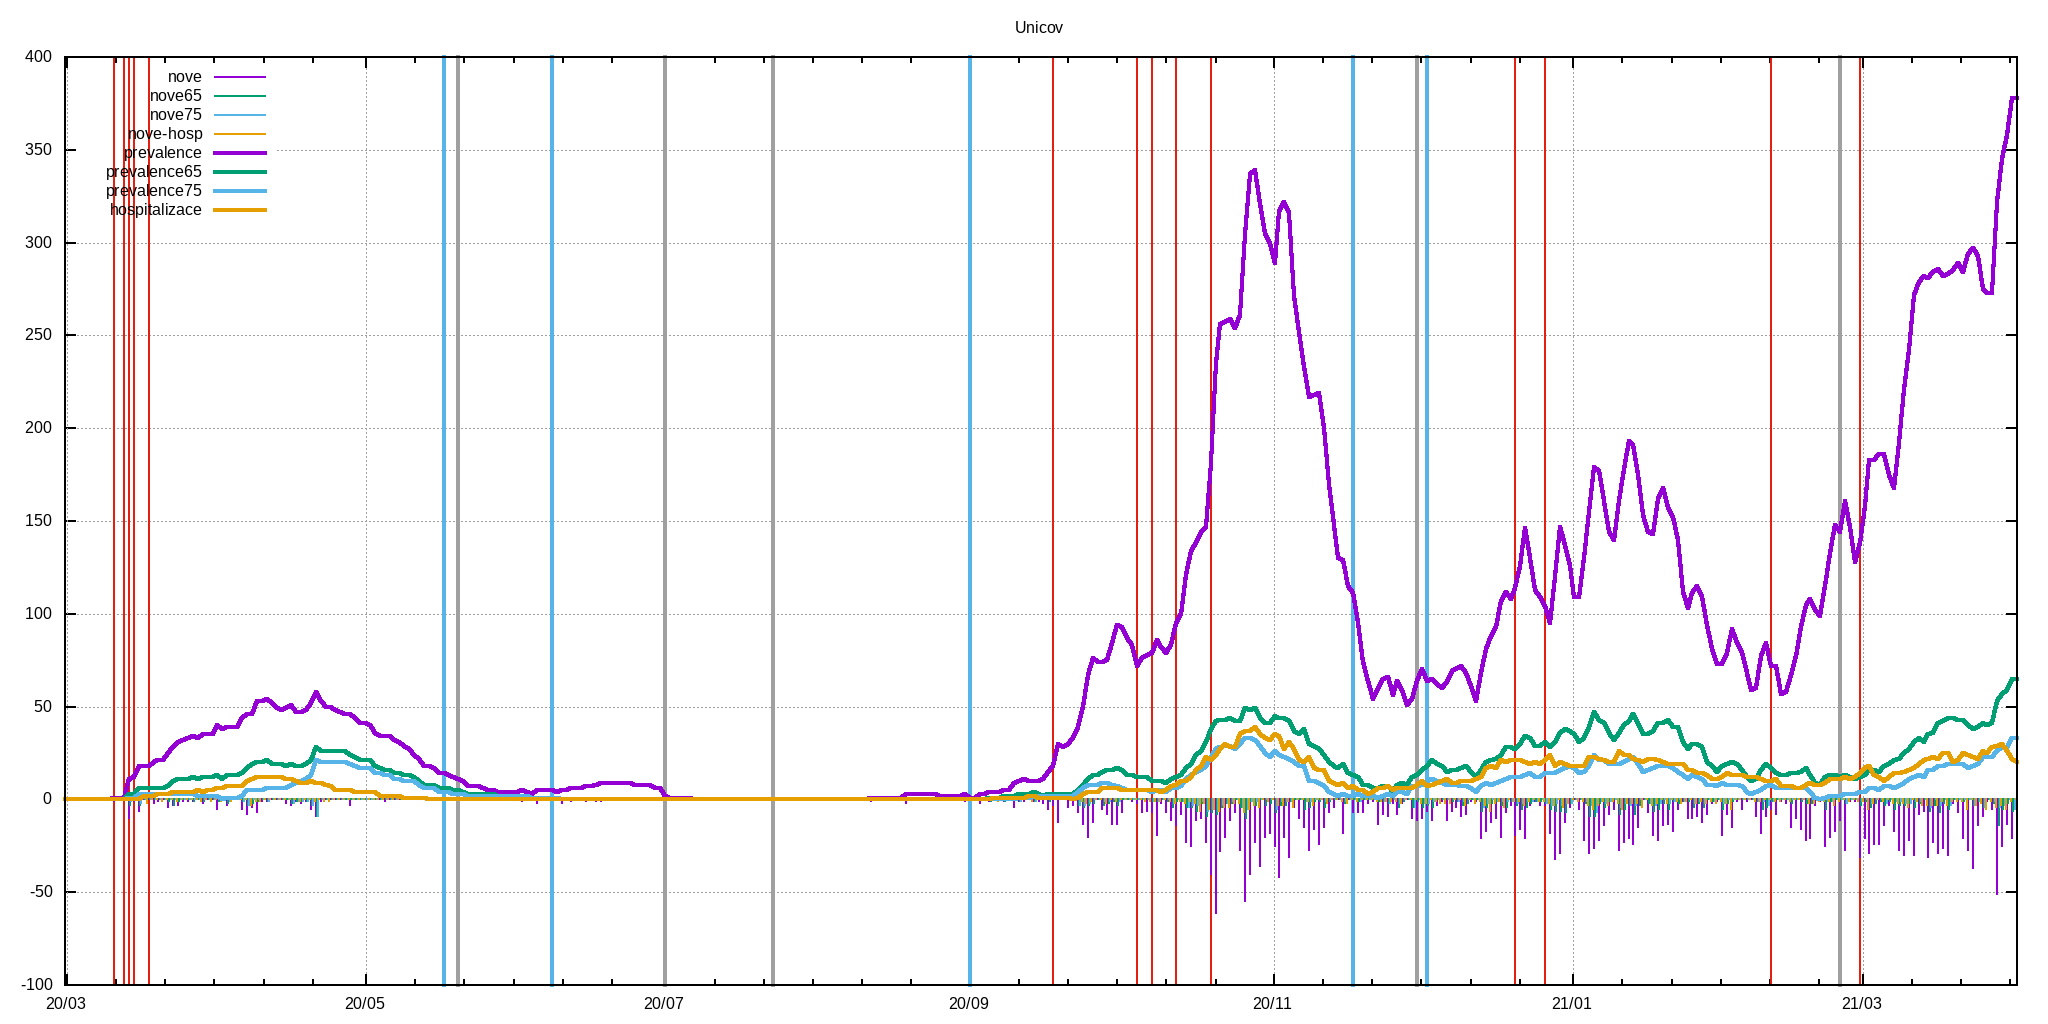 Unicov
400
350
300
250
200
150
100
50
0
-50
-100
nove
nove65
nove75
nove-hosp
prevalence
prevalence65
prevalence75
hospitalizace
20/03 20/05 20/07 20/09 20/11 21/01 21/03